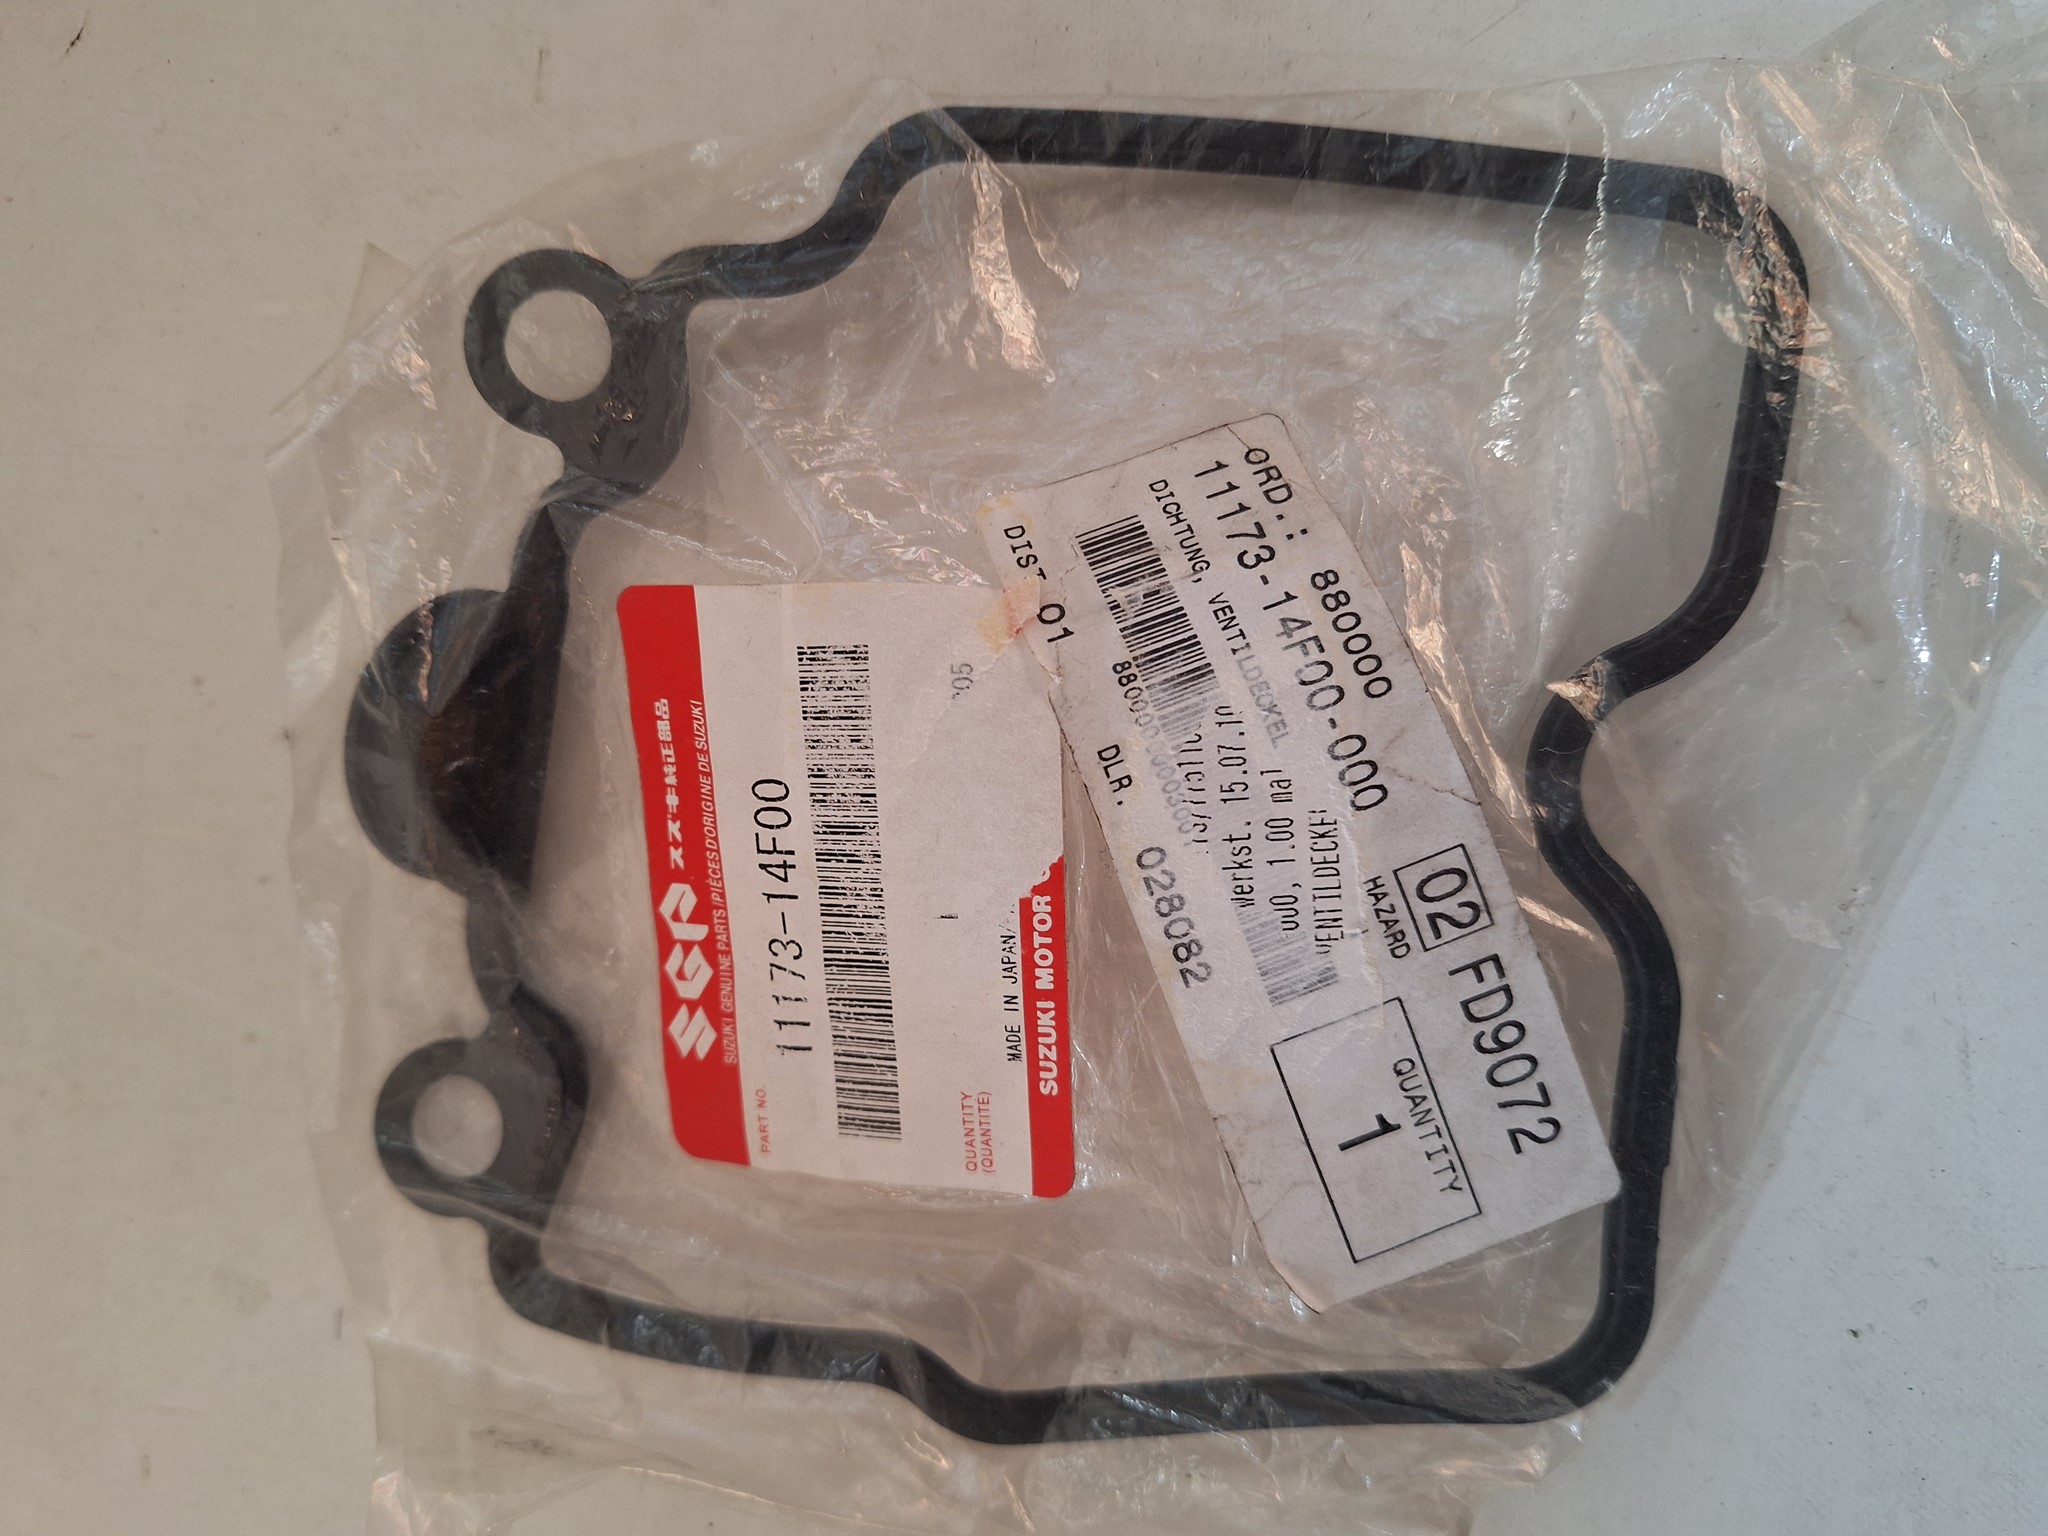 SGP スズキ純正部品
SUZUKI GENUINE PARTS/PIÈCES D'ORIGINE DE SUZUKI
PART NO.
11173-14F00
QUANTITY
(QUANTITÉ)
MADE IN JAPAN
SUZUKI MOTOR
ORD.: 880000
11173-14F00-000
DICHTUNG, VENTILDECKEL
Werkst. 15.07.10
000, 1.00 mal
VENTILDECKEL
DIST 01
DLR. 028082
02
HAZARD
FD9072
QUANTITY
1